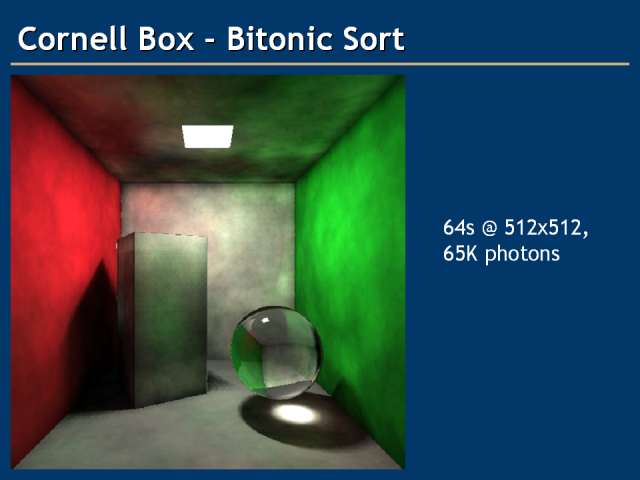 Cornell Box - Bitonic Sort
64s @ 512x512,
65K photons